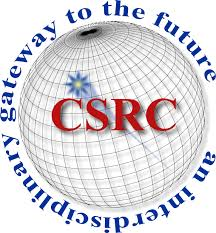 an interdisciplinary gateway to the future
CSRC